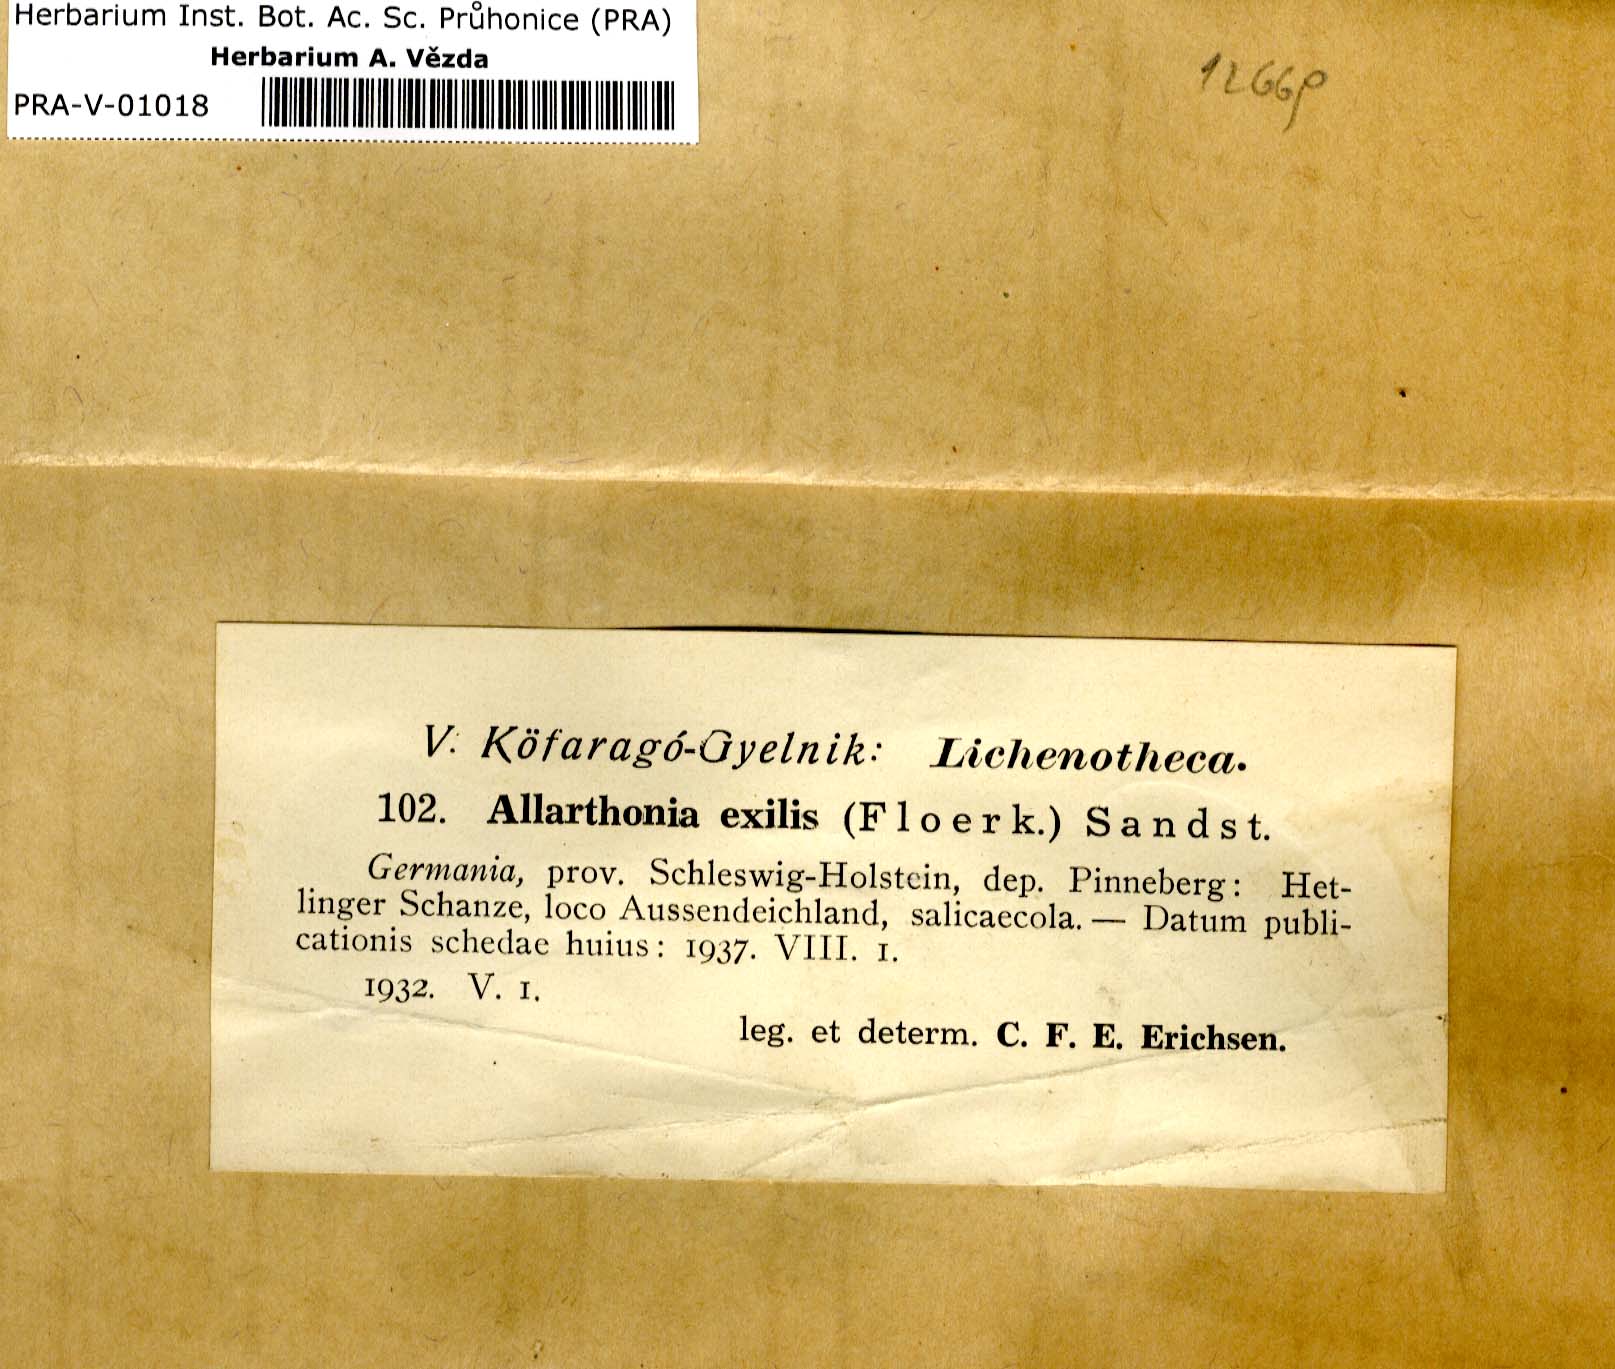 Herbarium Inst. Bot. Ac. Sc. Průhonice (PRA)
Herbarium A. Vězda
PRA-V-01018
V. Köfaragó-Gyelnik: Lichenotheca.
102. Allarthonia exilis (Floerk.) Sandst.
Germania, prov. Schleswig-Holstein, dep. Pinneberg: Het-
linger Schanze, loco Aussendeichland, salicaecola. — Datum publi-
cationis schedae huius: 1937. VIII. 1.
1932. V. 1.
leg. et determ. C. F. E. Erichsen.